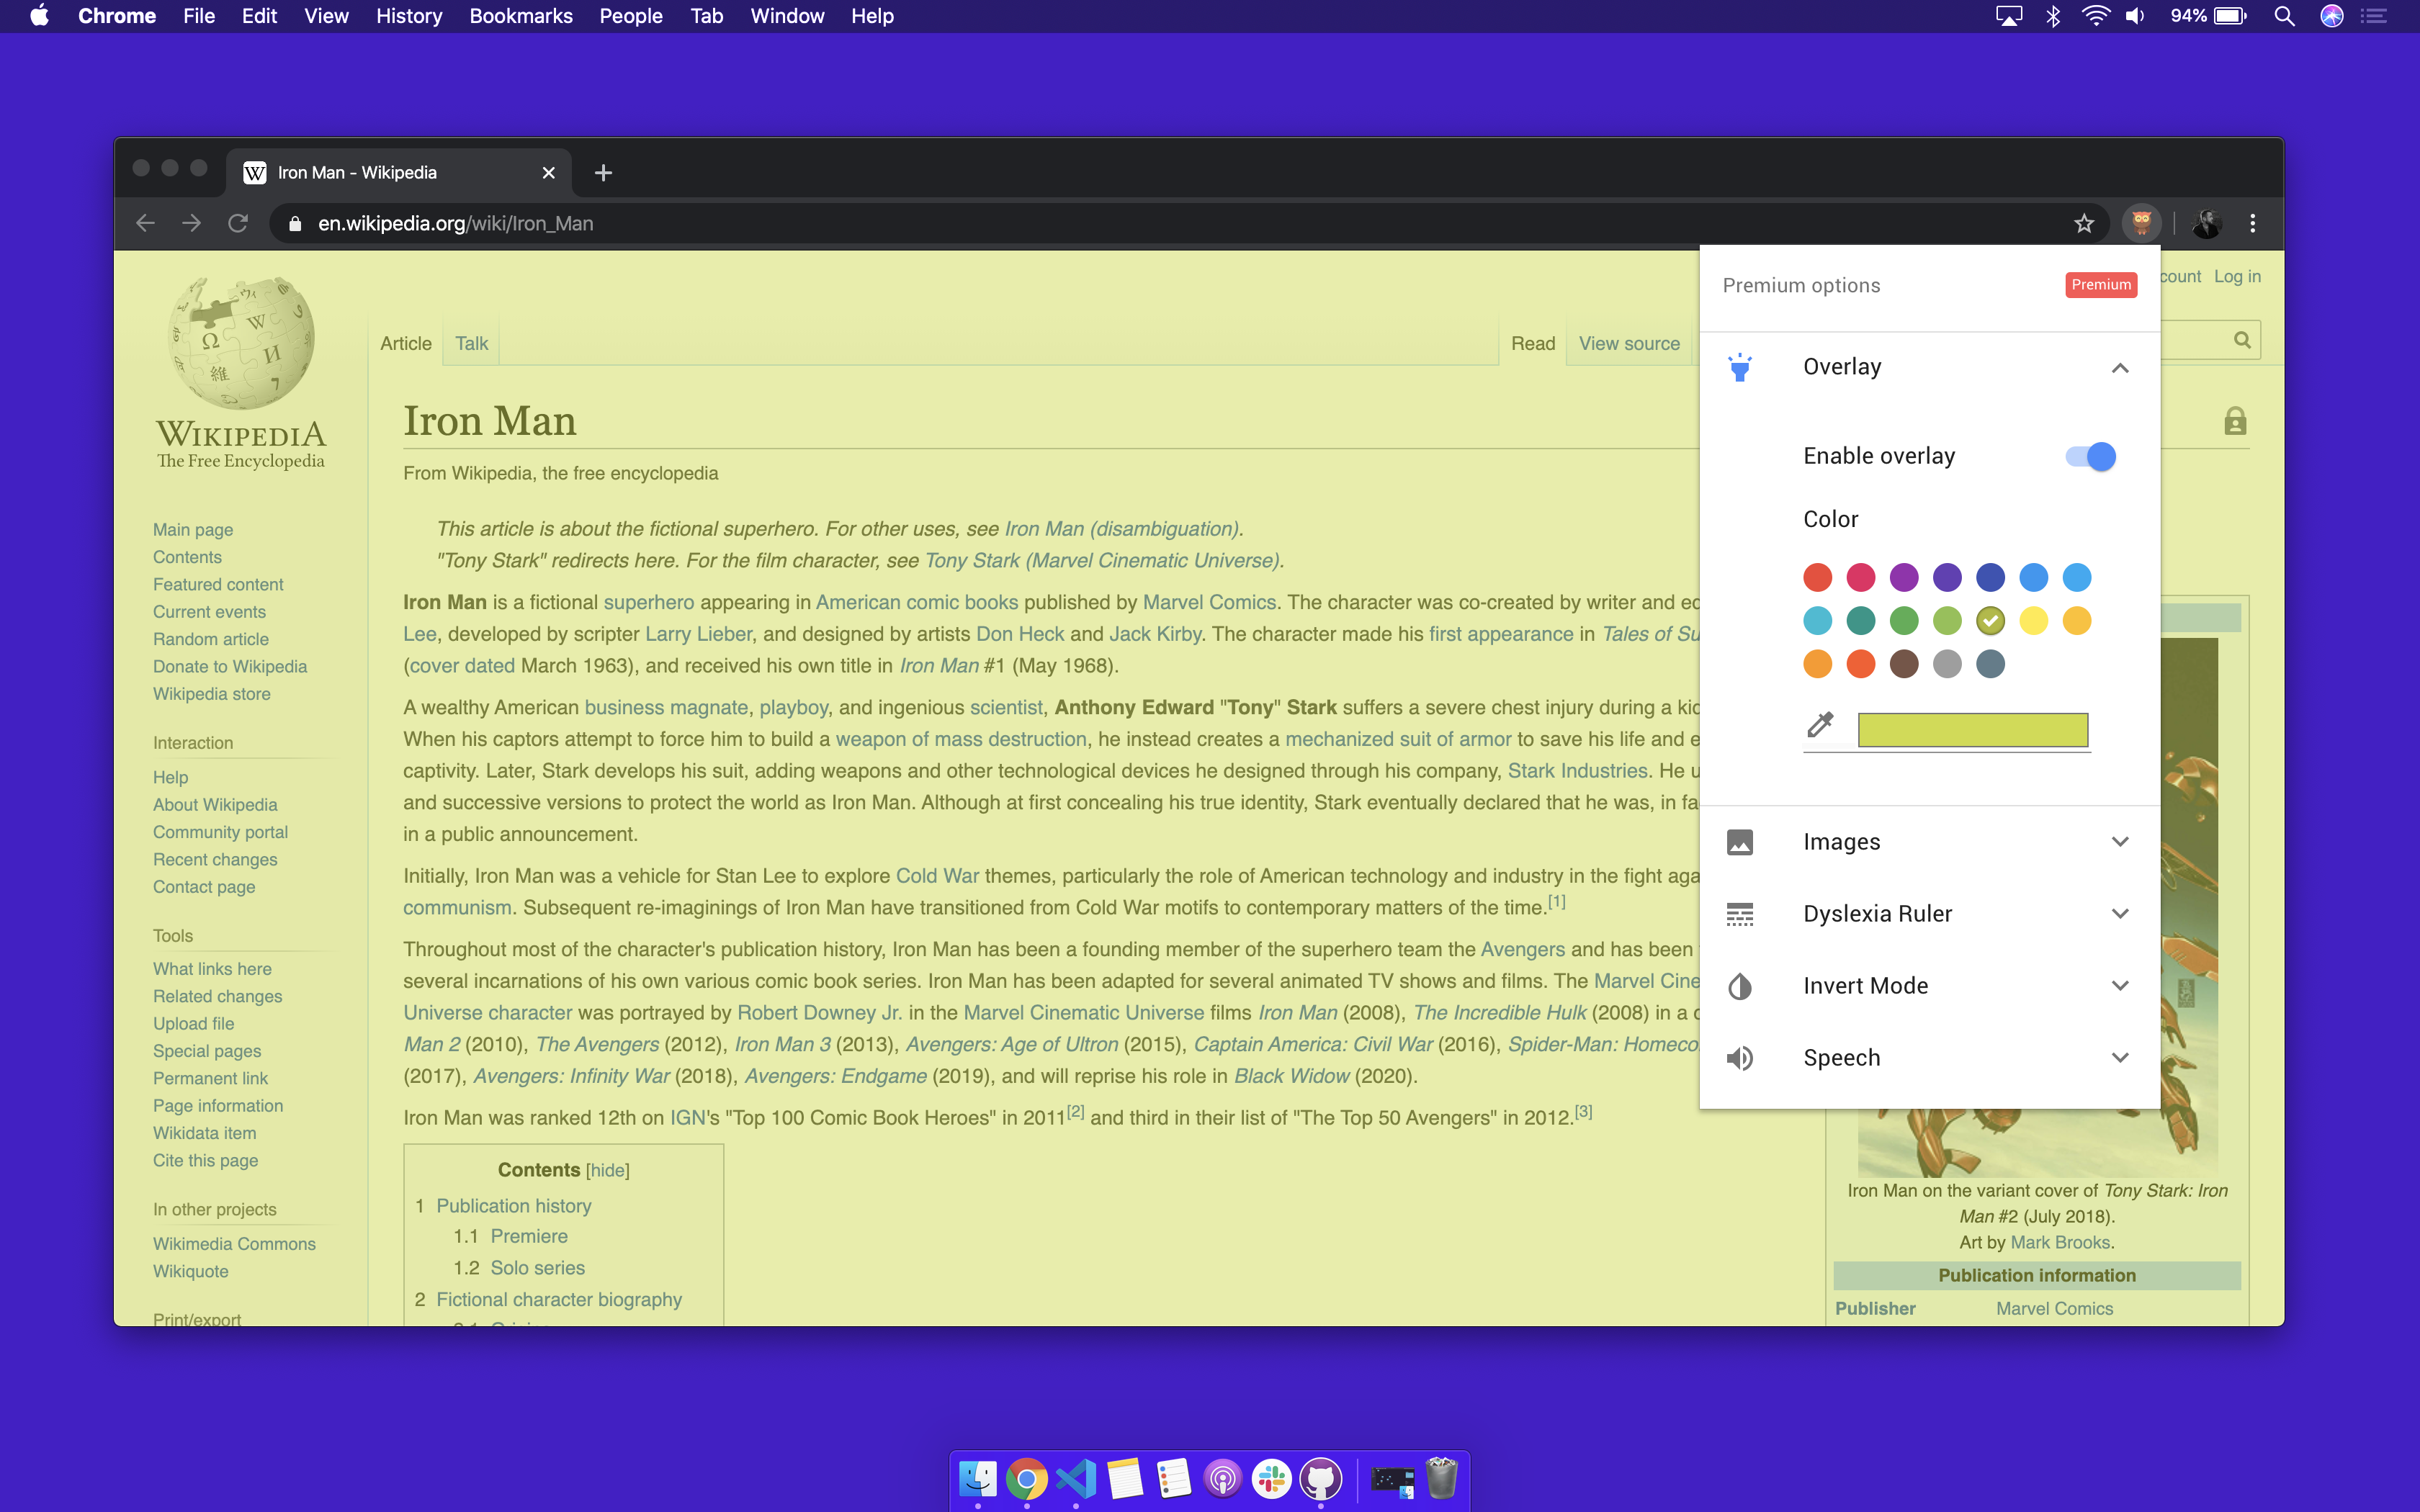 Chrome File Edit View History Bookmarks People Tab Window Help
94%
Iron Man - Wikipedia
en.wikipedia.org/wiki/Iron_Man
Premium options
Premium
count Log in
Overlay
Enable overlay
Color
Images
Dyslexia Ruler
Invert Mode
Speech
WIKIPEDIA
The Free Encyclopedia
Main page
Contents
Featured content
Current events
Random article
Donate to Wikipedia
Wikipedia store
Interaction
Help
About Wikipedia
Community portal
Recent changes
Contact page
Tools
What links here
Related changes
Upload file
Special pages
Permanent link
Page information
Wikidata item
Cite this page
In other projects
Wikimedia Commons
Wikiquote
Print/export
Article Talk
Read View source
Iron Man
From Wikipedia, the free encyclopedia
This article is about the fictional superhero. For other uses, see Iron Man (disambiguation).
"Tony Stark" redirects here. For the film character, see Tony Stark (Marvel Cinematic Universe).
Iron Man is a fictional superhero appearing in American comic books published by Marvel Comics. The character was co-created by writer and ed
Lee, developed by scripter Larry Lieber, and designed by artists Don Heck and Jack Kirby. The character made his first appearance in Tales of Su
(cover dated March 1963), and received his own title in Iron Man #1 (May 1968).
A wealthy American business magnate, playboy, and ingenious scientist, Anthony Edward "Tony" Stark suffers a severe chest injury during a kid
When his captors attempt to force him to build a weapon of mass destruction, he instead creates a mechanized suit of armor to save his life and e
captivity. Later, Stark develops his suit, adding weapons and other technological devices he designed through his company, Stark Industries. He u
and successive versions to protect the world as Iron Man. Although at first concealing his true identity, Stark eventually declared that he was, in fa
in a public announcement.
Initially, Iron Man was a vehicle for Stan Lee to explore Cold War themes, particularly the role of American technology and industry in the fight aga
communism. Subsequent re-imaginings of Iron Man have transitioned from Cold War motifs to contemporary matters of the time.[1]
Throughout most of the character's publication history, Iron Man has been a founding member of the superhero team the Avengers and has been
several incarnations of his own various comic book series. Iron Man has been adapted for several animated TV shows and films. The Marvel Cine
Universe character was portrayed by Robert Downey Jr. in the Marvel Cinematic Universe films Iron Man (2008), The Incredible Hulk (2008) in a c
Man 2 (2010), The Avengers (2012), Iron Man 3 (2013), Avengers: Age of Ultron (2015), Captain America: Civil War (2016), Spider-Man: Homeco
(2017), Avengers: Infinity War (2018), Avengers: Endgame (2019), and will reprise his role in Black Widow (2020).
Iron Man was ranked 12th on IGN's "Top 100 Comic Book Heroes" in 2011[2] and third in their list of "The Top 50 Avengers" in 2012.[3]
Contents [hide]
1 Publication history
1.1 Premiere
1.2 Solo series
2 Fictional character biography
Iron Man on the variant cover of Tony Stark: Iron
Man #2 (July 2018).
Art by Mark Brooks.
Publication information
Publisher Marvel Comics